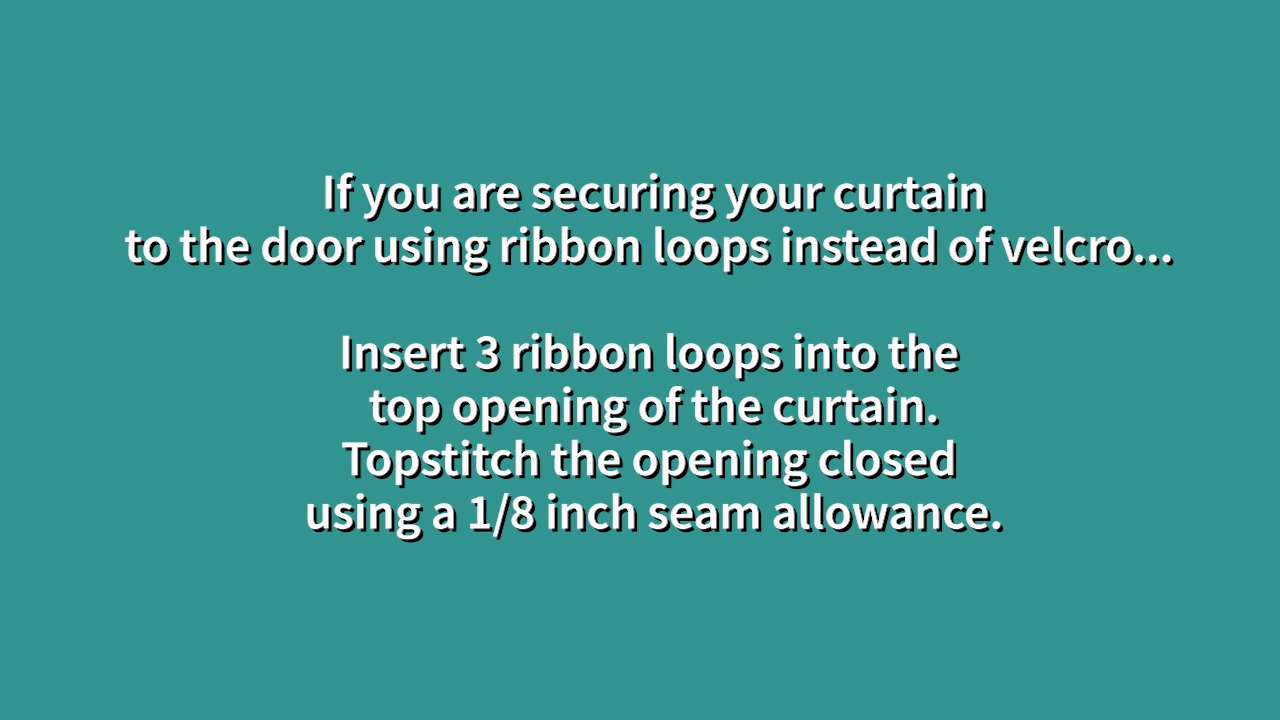 If you are securing your curtain
to the door using ribbon loops instead of velcro...
Insert 3 ribbon loops into the
top opening of the curtain.
Topstitch the opening closed
using a 1/8 inch seam allowance.